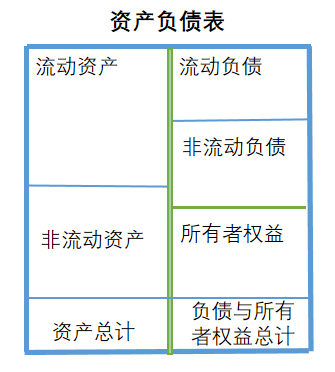 资产负债表
流动资产
流动负债
非流动负债
非流动资产
所有者权益
资产总计
负债与所有
者权益总计